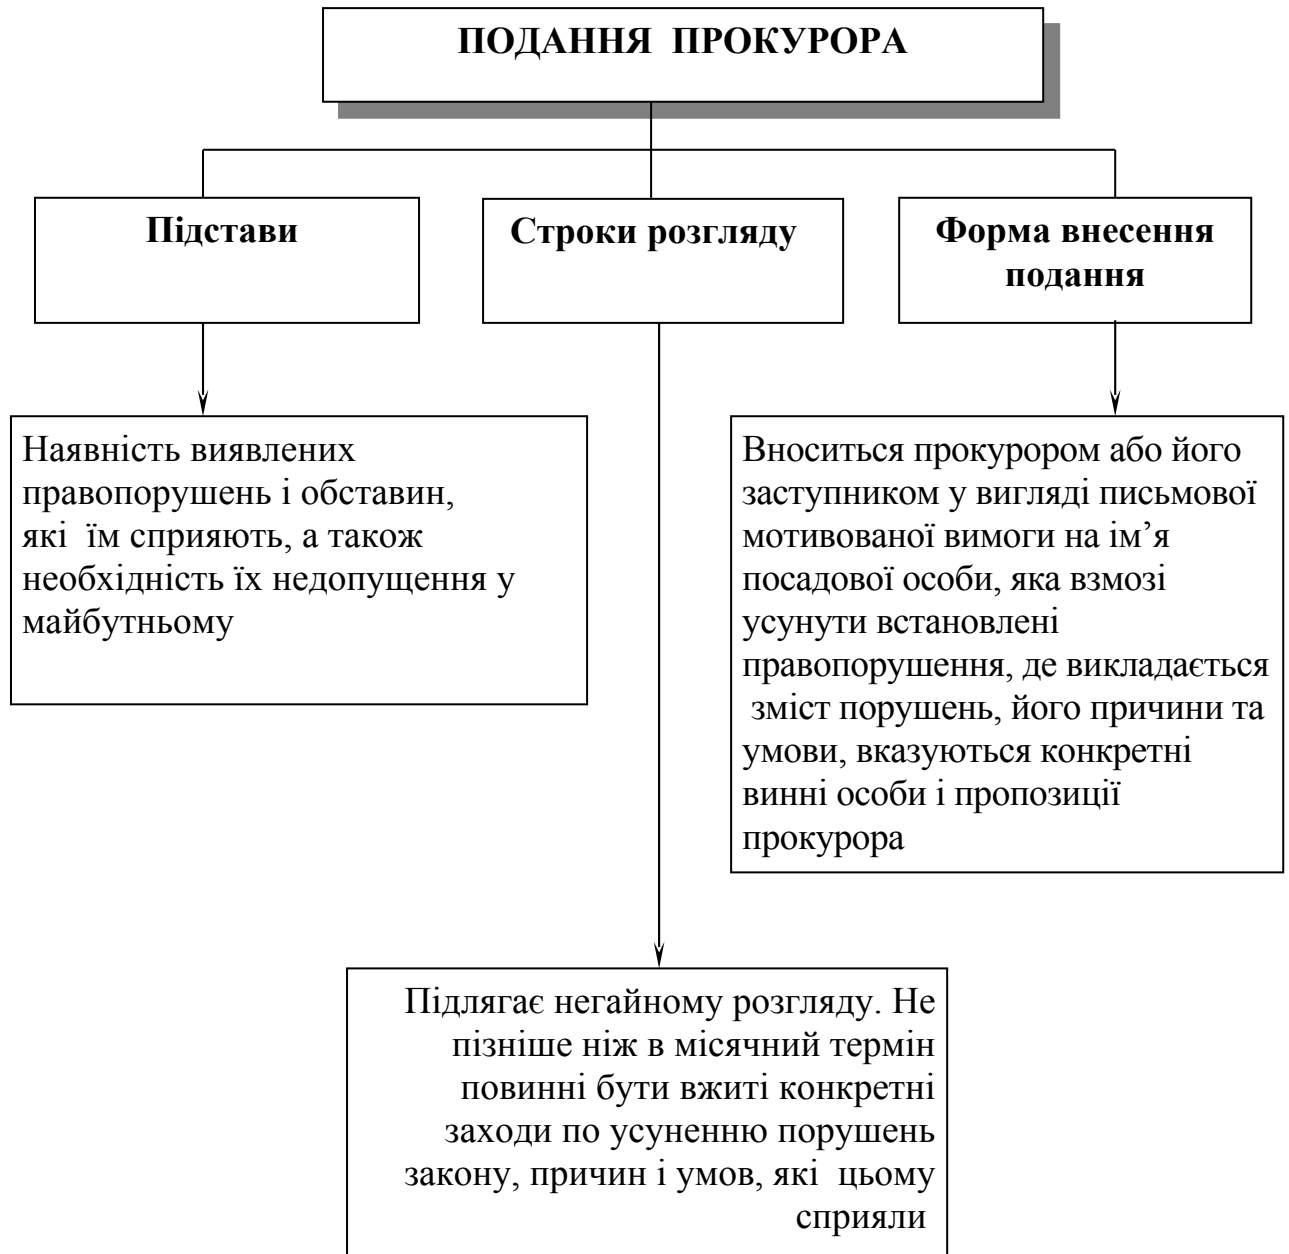 ПОДАННЯ ПРОКУРОРА
Підстави
Строки розгляду
Форма внесення
подання
Наявність виявлених
правопорушень і обставин,
які їм сприяють, а також
необхідність їх недопущення у
майбутньому
Вноситься прокурором або його
заступником у вигляді письмової
мотивованої вимоги на ім’я
посадової особи, яка взмозі
усунути встановлені
правопорушення, де викладається
зміст порушень, його причини та
умови, вказуються конкретні
винні особи і пропозиції
прокурора
Підлягає негайному розгляду. Не
пізніше ніж в місячний термін
повинні бути вжиті конкретні
заходи по усуненню порушень
закону, причин і умов, які цьому
сприяли